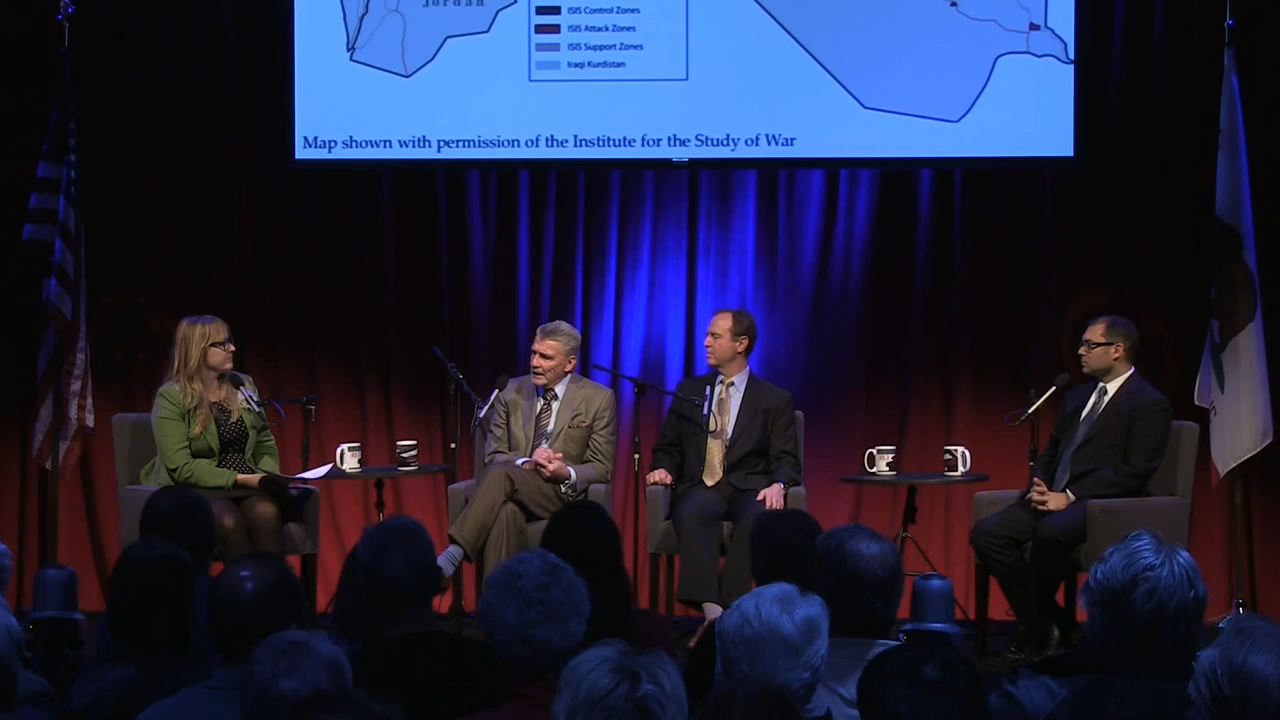 Jordan
ISIS Control Zones
ISIS Attack Zones
ISIS Support Zones
Iraqi Kurdistan
Map shown with permission of the Institute for the Study of War